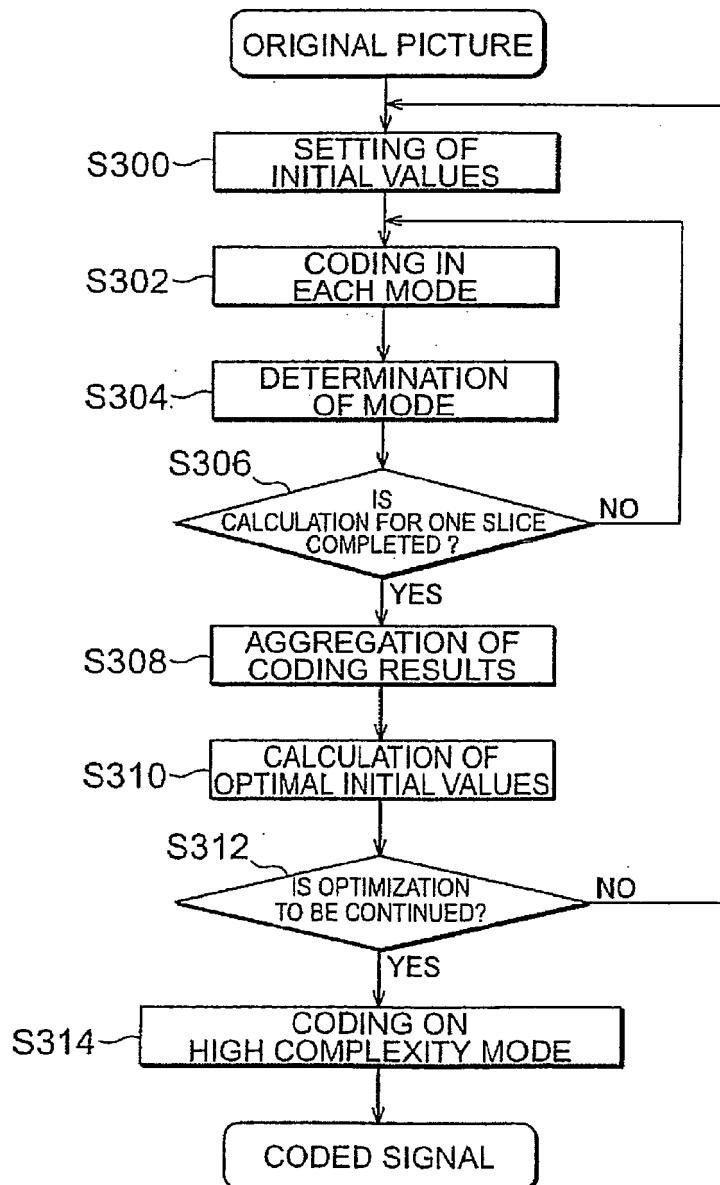 ORIGINAL PICTURE
S300
SETTING OF
INITIAL VALUES
S302
CODING IN
EACH MODE
S304
DETERMINATION
OF MODE
S306
IS
CALCULATION FOR ONE SLICE
COMPLETED ?
NO
YES
S308
AGGREGATION OF
CODING RESULTS
S310
CALCULATION OF
OPTIMAL INITIAL VALUES
S312
IS OPTIMIZATION
TO BE CONTINUED?
NO
YES
S314
CODING ON
HIGH COMPLEXITY MODE
CODED SIGNAL